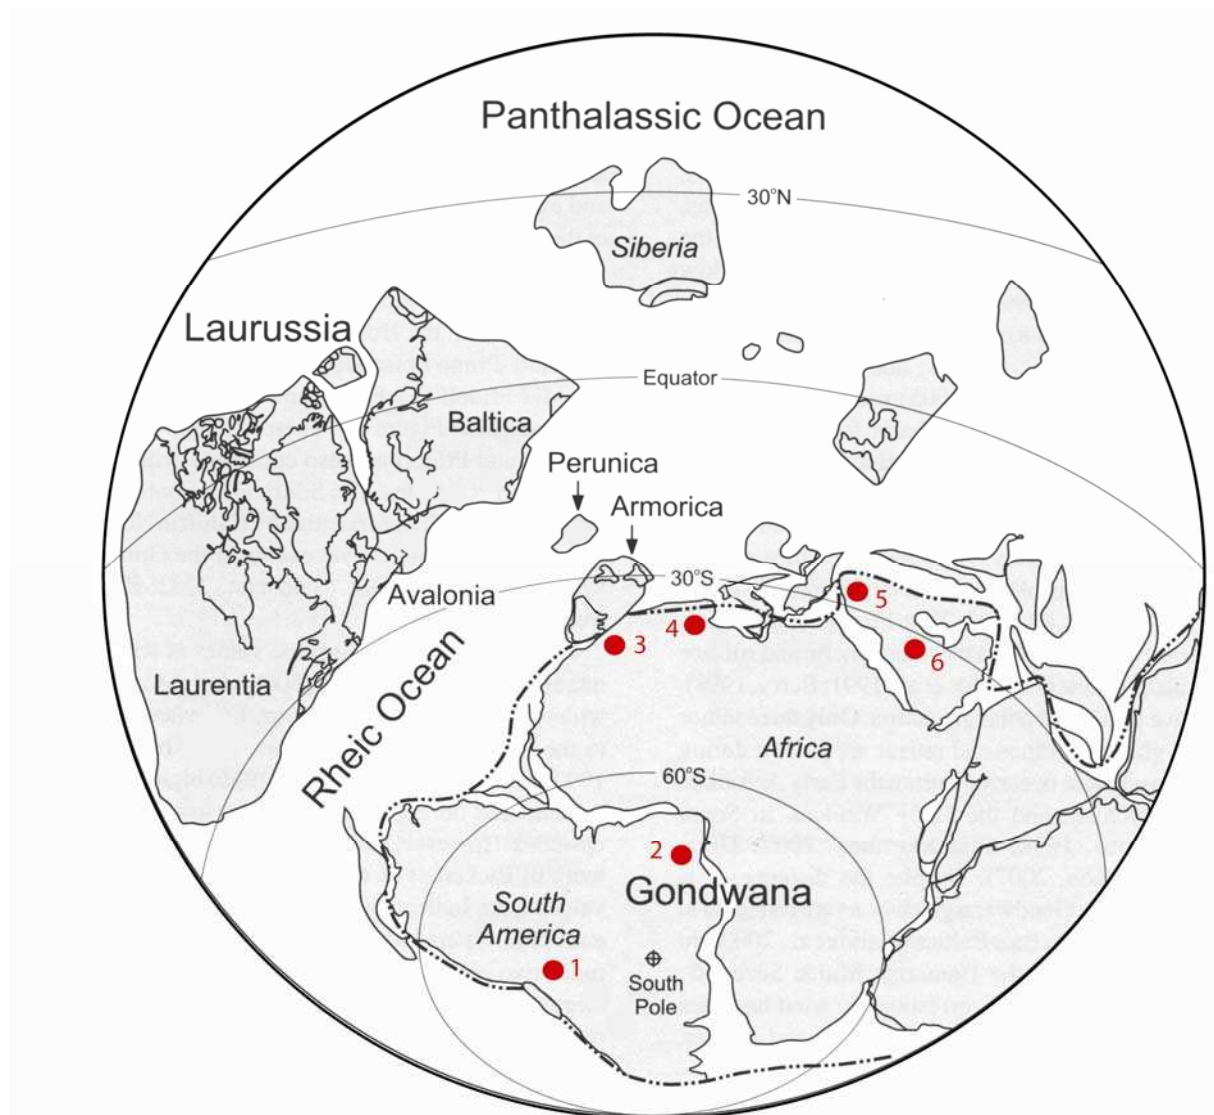 Panthalassic Ocean
30°N
Siberia
Laurussia
Equator
Baltica
Perunica
Armorica
30°S
Avalonia
5
4
3
6
Laurentia
Rheic Ocean
Africa
60°S
2
Gondwana
South
America
1
South
Pole